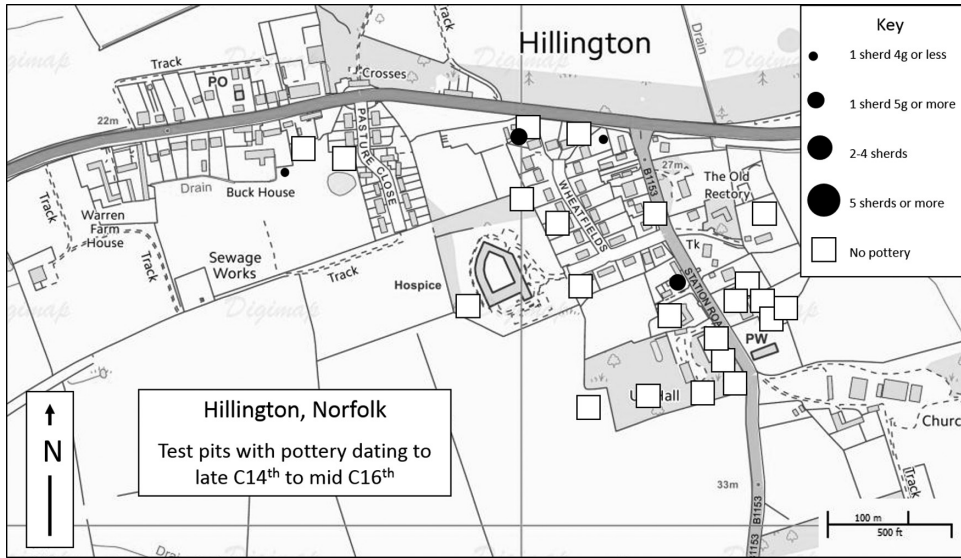 Hillington
Drain
Key
1 sherd 4g or less
1 sherd 5g or more
2-4 sherds
5 sherds or more
No pottery
Digimap
Track
Crosses
PO
22m
PASTURE CLOSE
Drain
Buck House
Track
Warren
Farm
House
Track
Sewage
Works
Hospice
WHEATFIELDS
B1153
27m
The Old
Rectory
Tk
STATION ROAD
PW
Hall
Church
33m
B1153
B1153
Drain
Track
N
Hillington, Norfolk
Test pits with pottery dating to
late C14th to mid C16th
100 m
500 ft